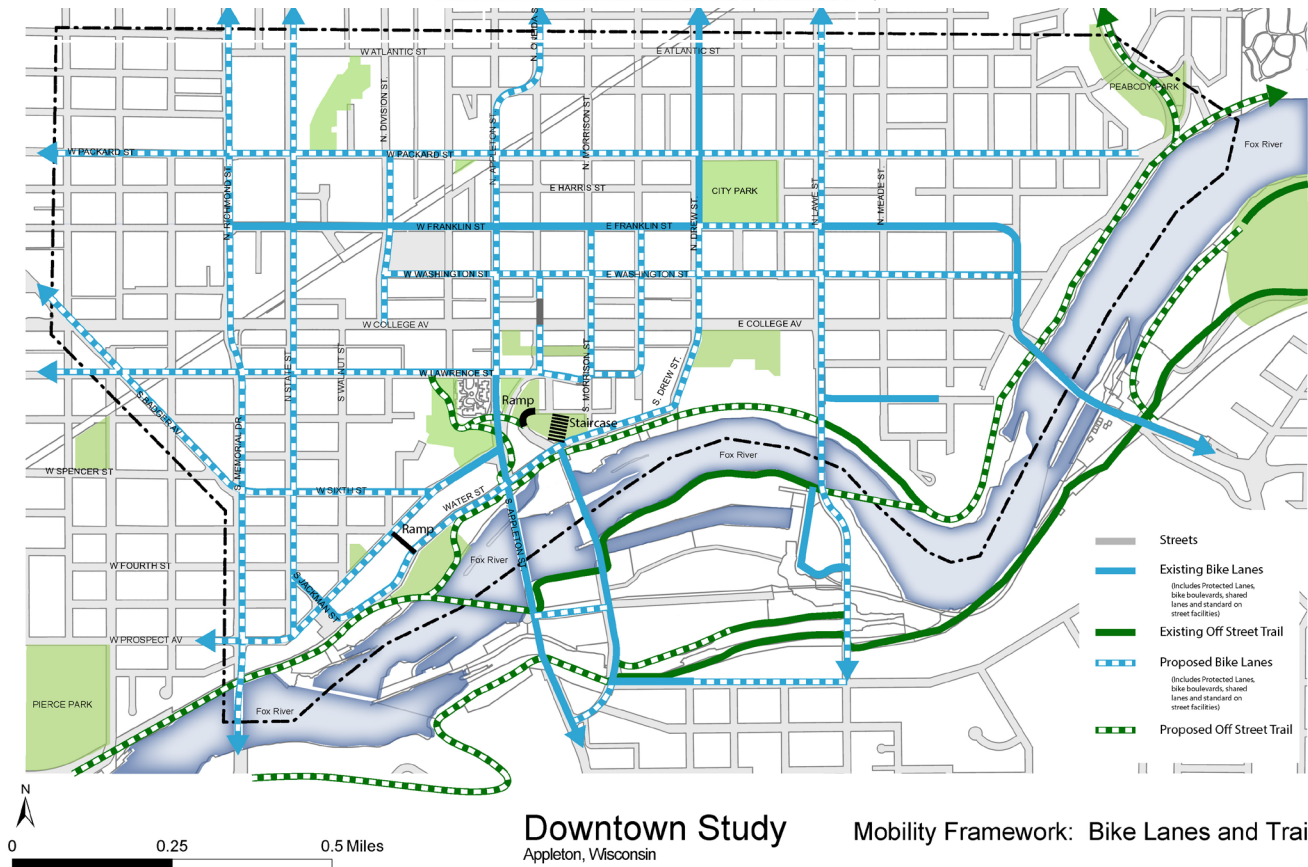 N. ONEIDA S
W ATLANTIC ST
E ATLANTIC ST
PEABODY PARK
N. DIVISION ST.
N. APPLETON ST.
N. MORRISON ST.
Fox River
W PACKARD ST
W PACKARD ST
E HARRIS ST
CITY PARK
N. RICHMOND ST.
N. DREW ST.
N LAWE ST
N. MEADE ST.
W FRANKLIN ST
E FRANKLIN ST
W WASHINGTON ST
E WASHINGTON ST
W COLLEGE AV
E COLLEGE AV
W LAWRENCE ST
N STATE ST
S WALNUT ST
S. MORRISON ST.
S. DREW ST.
S BADGER AV
S. MEMORIAL DR.
Ramp
Staircase
Fox River
W SPENCER ST
W SIXTH ST
WATER ST
S. APPLETON ST.
Ramp
Fox River
W FOURTH ST
S JACKMAN ST
W PROSPECT AV
PIERCE PARK
Fox River
Streets
Existing Bike Lanes
(Includes Protected Lanes,
bike boulevards, shared
lanes and standard on
street facilities)
Existing Off Street Trail
Proposed Bike Lanes
(Includes Protected Lanes,
bike boulevards, shared
lanes and standard on
street facilities)
Proposed Off Street Trail
N
0 0.25 0.5 Miles
Downtown Study
Appleton, Wisconsin
Mobility Framework: Bike Lanes and Trai